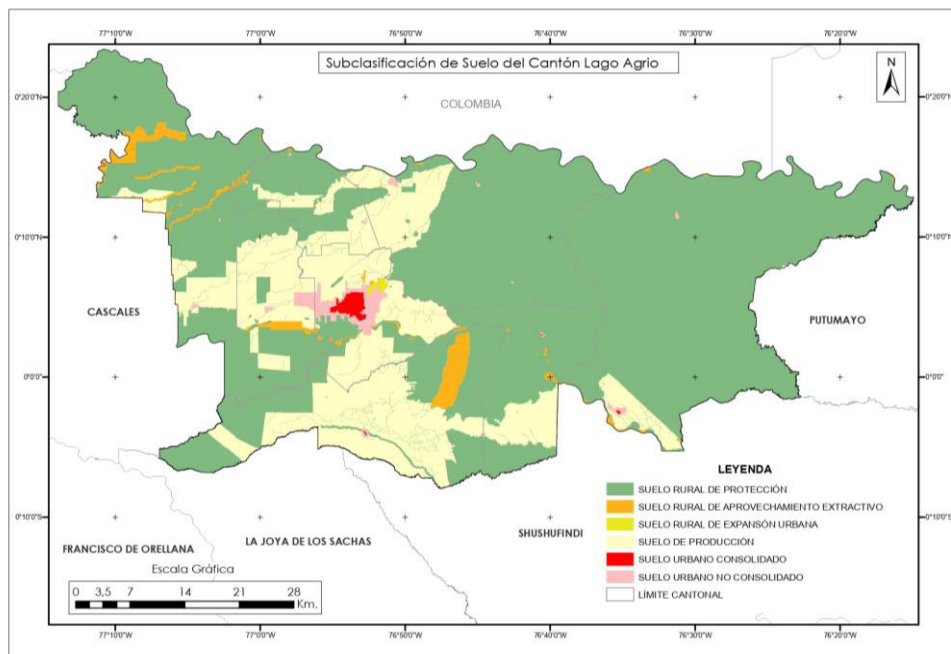 77°10'0"W 77°0'0"W 76°50'0"W 76°40'0"W 76°30'0"W 76°20'0"W
Subclasificación de Suelo del Cantón Lago Agrio
N
COLOMBIA
0°20'0"N 0°20'0"N
0°10'0"N 0°10'0"N
CASCALES
PUTUMAYO
0°0'0" 0°0'0"
LEYENDA
SUELO RURAL DE PROTECCIÓN
SUELO RURAL DE APROVECHAMIENTO EXTRACTIVO
SUELO RURAL DE EXPANSÓN URBANA
SUELO DE PRODUCCIÓN
SUELO URBANO CONSOLIDADO
SUELO URBANO NO CONSOLIDADO
LÍMITE CANTONAL
0°10'0"S 0°10'0"S
FRANCISCO DE ORELLANA
LA JOYA DE LOS SACHAS
SHUSHUFINDI
Escala Gráfica
0 3,5 7 14 21 28
Km.
77°10'0"W 77°0'0"W 76°50'0"W 76°40'0"W 76°30'0"W 76°20'0"W